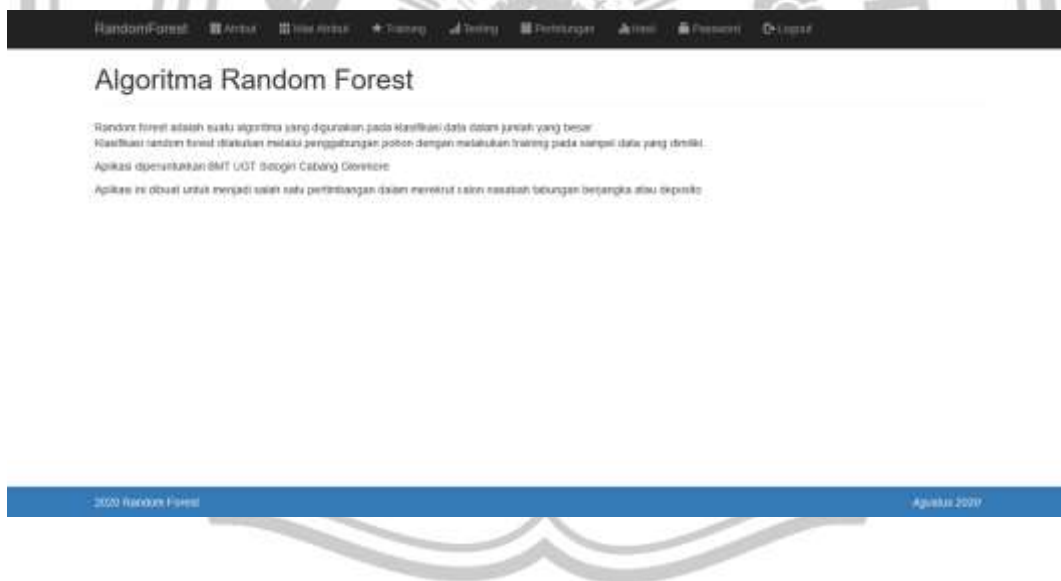 RandomForest Atribut Nilai Atribut Training Testing Perhitungan Hasil Password Logout
Algoritma Random Forest
Random forest adalah suatu algoritma yang digunakan pada klasifikasi data dalam jumlah yang besar.
Klasifikasi random forest dilakukan melalui penggabungan pohon dengan melakukan training pada sampel data yang dimiliki.
Aplikasi diperuntukkan BMT UGT Sidogiri Cabang Glenmore
Aplikasi ini dibuat untuk menjadi salah satu pertimbangan dalam merekrut calon nasabah tabungan berjangka atau deposito
2020 Random Forest
Agustus 2020